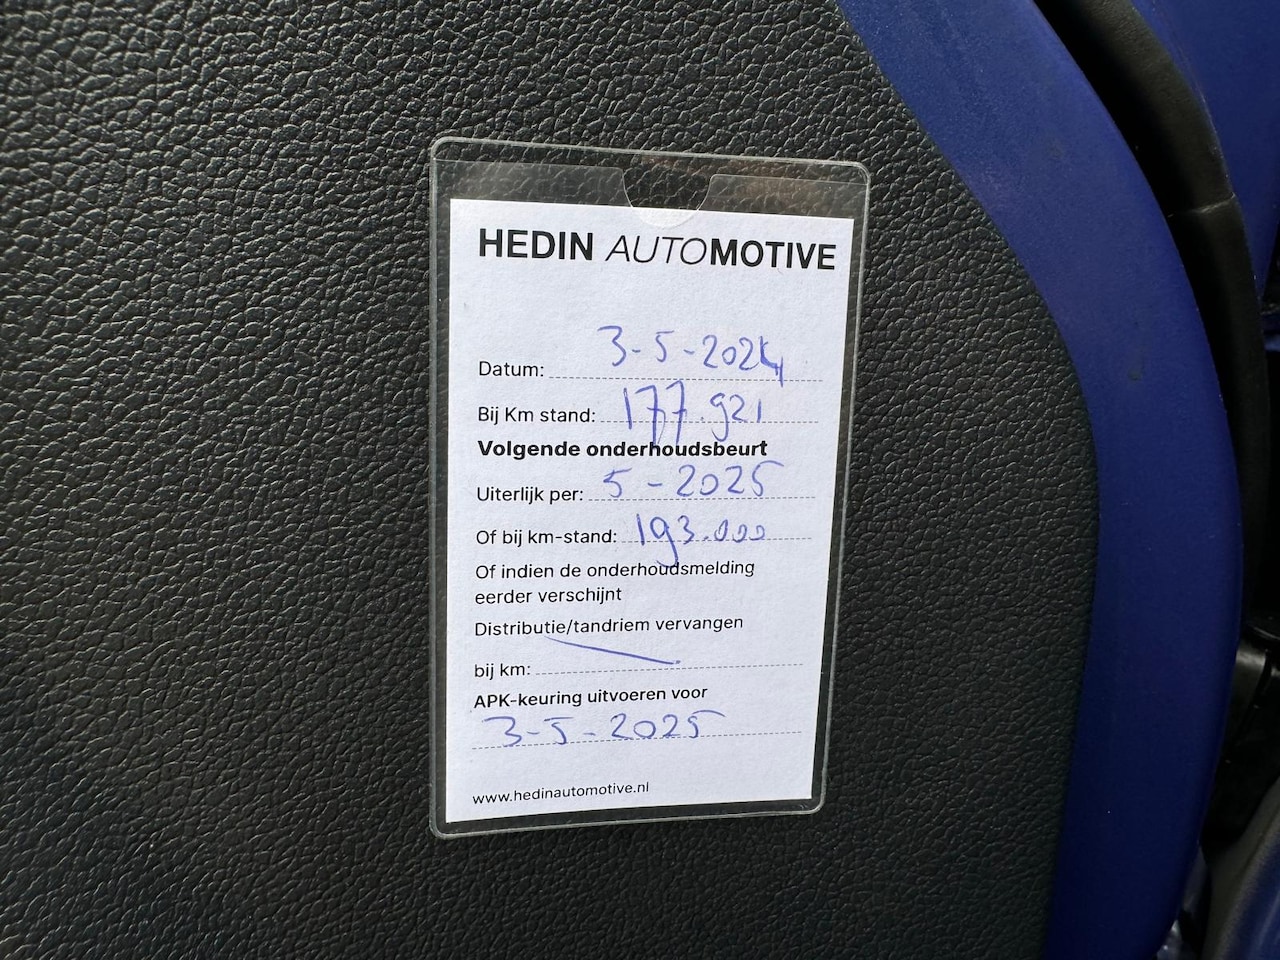 HEDIN AUTOMOTIVE
Datum: 3-5-2024
Bij Km stand: 177.921
Volgende onderhoudsbeurt
Uiterlijk per: 5-2025
Of bij km-stand: 193.000
Of indien de onderhoudsmelding
eerder verschijnt
Distributie/tandriem vervangen
bij km:
APK-keuring uitvoeren voor
3-5-2025
www.hedinautomotive.nl